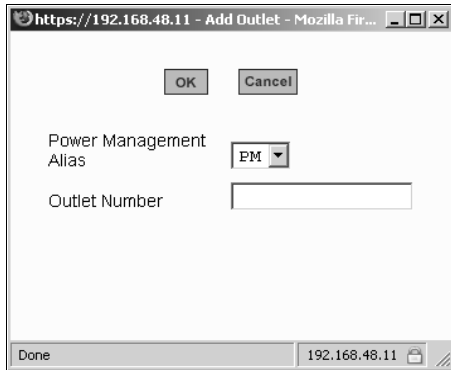 https://192.168.48.11 - Add Outlet - Mozilla Fir...
OK Cancel
Power Management
Alias
PM
Outlet Number
Done 192.168.48.11